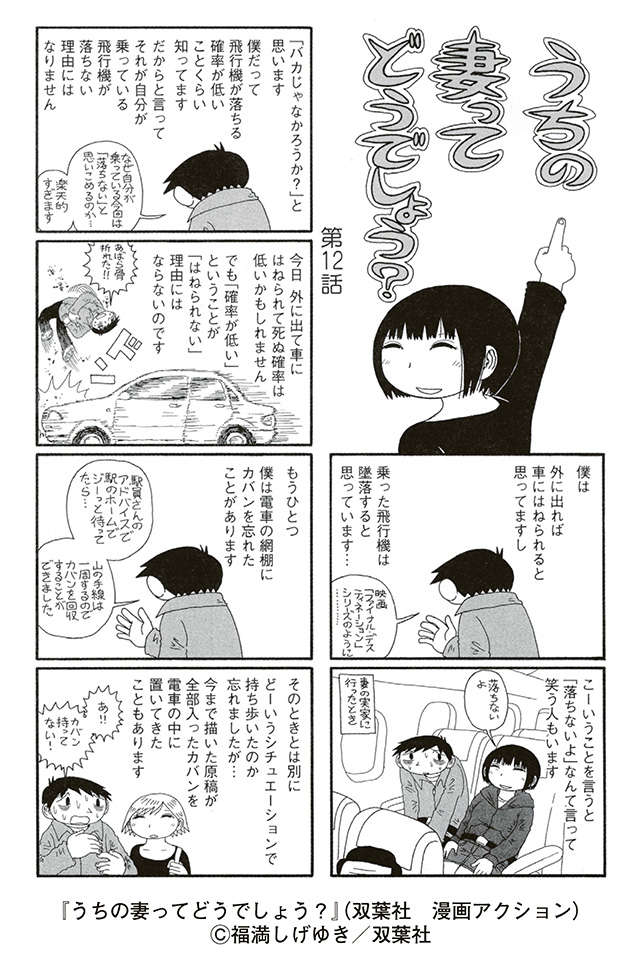 うちの
妻って
どうでしょう?
第12話
僕は
外に出れば
車にはねられると
思ってますし
乗った飛行機は
墜落すると
思っています…
映画
「ファイナル・デス
ティネーション」
シリーズのように
…………
こーいうことを言うと
「落ちないよ」なんて言って
笑う人もいます
妻の実家に
行ったとき
落ちない
よ
「バカじゃなかろうか?」と
思います
僕だって
飛行機が落ちる
確率が低い
ことくらい
知ってます
だからと言って
それが自分が
乗っている
飛行機が
落ちない
理由には
なりません
なぜ自分が
乗っている今回は
「落ちない」と
思いこめるのか…
楽天的
すぎます
今日 外に出て車に
はねられて死ぬ確率は
低いかもしれません
でも「確率が低い」
ということが
「はねられない」
理由には
ならないのです
あばら骨
折れた!!
ドン
もうひとつ
僕は電車の網棚に
カバンを忘れた
ことがあります
駅員さんの
アドバイスで
駅のホームで
ジーっと待って
たら…
山の手線は
一周するので
カバンを回収
することが
できました
そのときとは別に
どーいうシチュエーションで
持ち歩いたのか
忘れましたが…
今まで描いた原稿が
全部入ったカバンを
電車の中に
置いてきた
こともあります
あ!!
カバン
持って
ない!
『うちの妻ってどうでしょう?』(双葉社　漫画アクション)
©福満しげゆき/双葉社